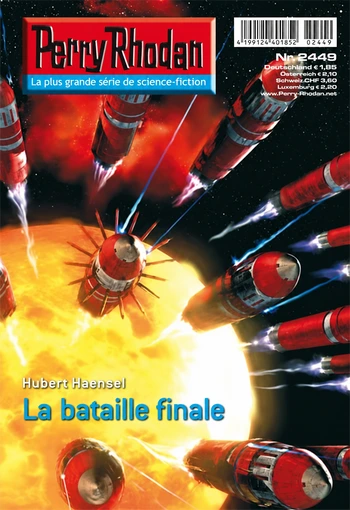 Perry Rhodan
La plus grande série de science-fiction
4 199124 401852
02449
Nr. 2449
Deutschland € 1,85
Österreich € 2,10
Schweiz CHF 3,60
Luxemburg € 2,20
www.Perry-Rhodan.net
Hubert Haensel
La bataille finale